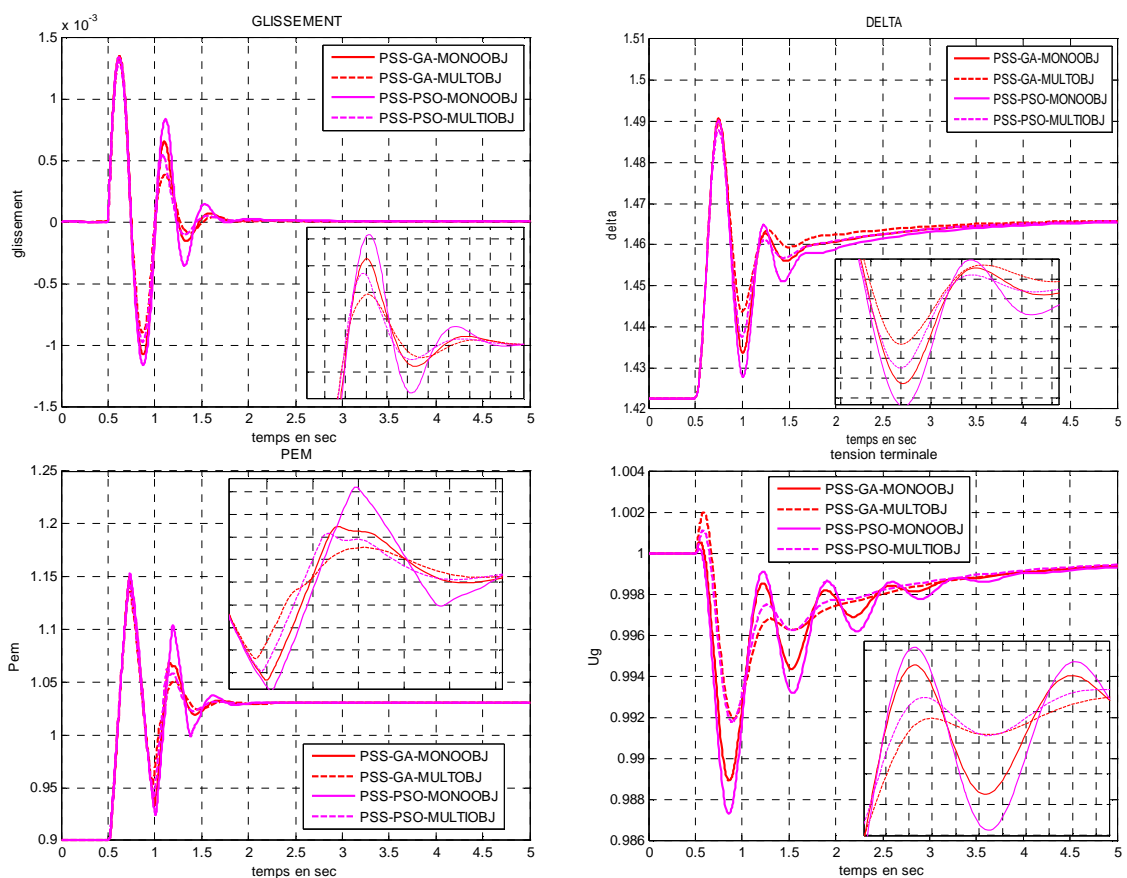 GLISSEMENT
x 10-3
1.5
1
0.5
0
-0.5
-1
-1.5
glissement
PSS-GA-MONOOBJ
PSS-GA-MULTOBJ
PSS-PSO-MONOOBJ
PSS-PSO-MULTIOBJ
0 0.5 1 1.5 2 2.5 3 3.5 4 4.5 5
temps en sec
DELTA
1.51
1.5
1.49
1.48
1.47
1.46
1.45
1.44
1.43
1.42
delta
PSS-GA-MONOOBJ
PSS-GA-MULTOBJ
PSS-PSO-MONOOBJ
PSS-PSO-MULTIOBJ
0 0.5 1 1.5 2 2.5 3 3.5 4 4.5 5
temps en sec
PEM
1.25
1.2
1.15
1.1
1.05
1
0.95
0.9
Pem
PSS-GA-MONOOBJ
PSS-GA-MULTOBJ
PSS-PSO-MONOOBJ
PSS-PSO-MULTIOBJ
0 0.5 1 1.5 2 2.5 3 3.5 4 4.5 5
temps en sec
tension terminale
1.004
1.002
1
0.998
0.996
0.994
0.992
0.99
0.988
0.986
Ug
PSS-GA-MONOOBJ
PSS-GA-MULTOBJ
PSS-PSO-MONOOBJ
PSS-PSO-MULTIOBJ
0 0.5 1 1.5 2 2.5 3 3.5 4 4.5 5
temps en sec